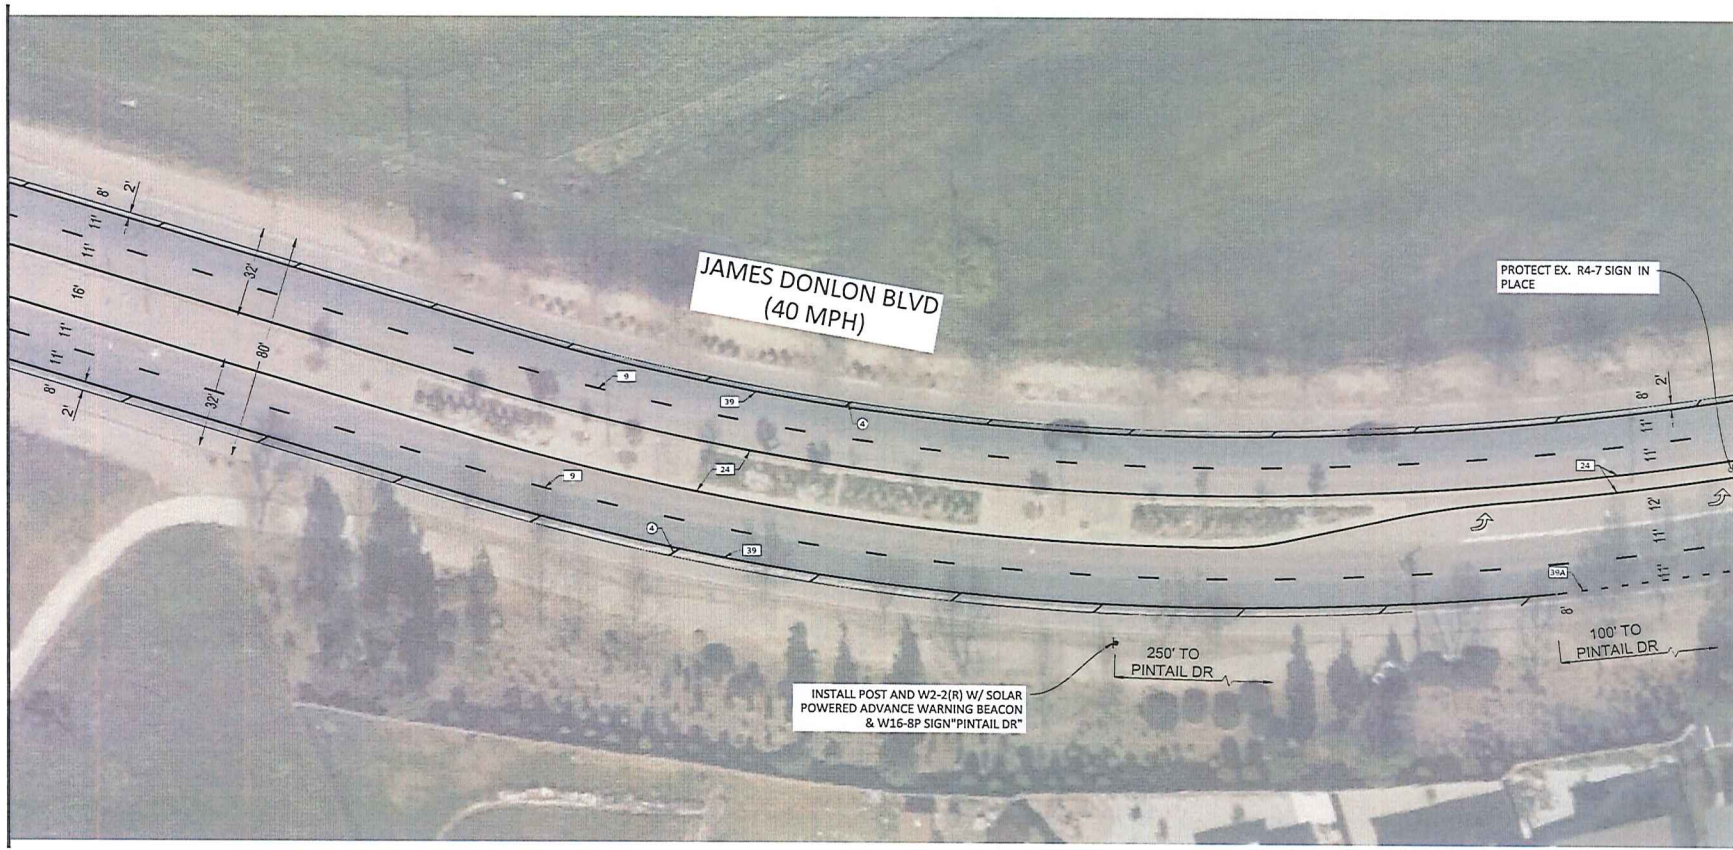 JAMES DONLON BLVD
(40 MPH)
PROTECT EX. R4-7 SIGN IN
PLACE
8'
2'
11'
11'
16'
11'
11'
8'
2'
32'
80'
32'
9
39
4
24
9
4
39
24
8'
2'
11'
11'
12'
11'
11'
8'
39A
250' TO
PINTAIL DR
100' TO
PINTAIL DR
INSTALL POST AND W2-2(R) W/ SOLAR
POWERED ADVANCE WARNING BEACON
& W16-8P SIGN"PINTAIL DR"